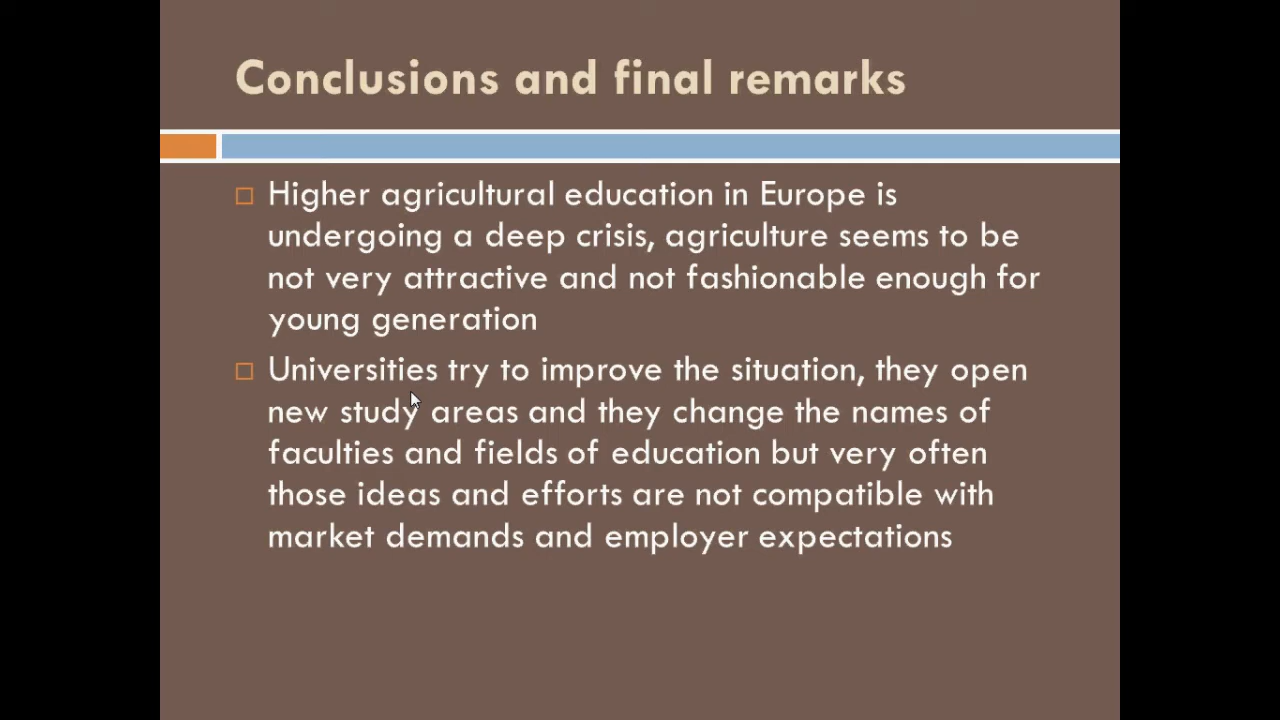 Conclusions and final remarks
Higher agricultural education in Europe is
undergoing a deep crisis, agriculture seems to be
not very attractive and not fashionable enough for
young generation
Universities try to improve the situation, they open
new study areas and they change the names of
faculties and fields of education but very often
those ideas and efforts are not compatible with
market demands and employer expectations